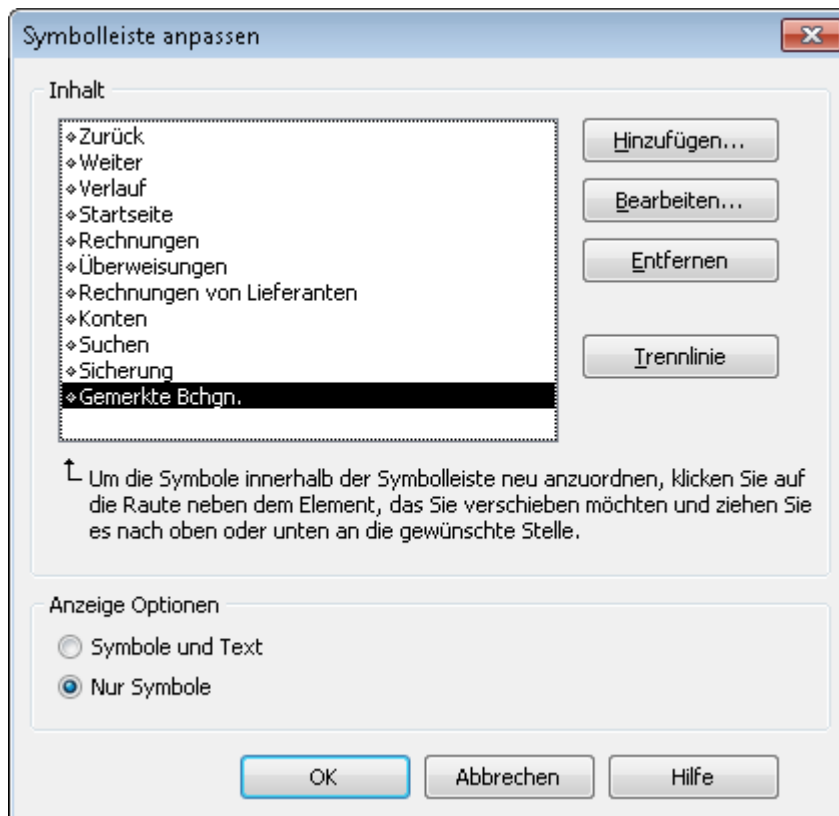 Symbolleiste anpassen
Inhalt
Zurück
Weiter
Verlauf
Startseite
Rechnungen
Überweisungen
Rechnungen von Lieferanten
Konten
Suchen
Sicherung
Gemerkte Bchgn.
Hinzufügen...
Bearbeiten...
Entfernen
Trennlinie
Um die Symbole innerhalb der Symbolleiste neu anzuordnen, klicken Sie auf
die Raute neben dem Element, das Sie verschieben möchten und ziehen Sie
es nach oben oder unten an die gewünschte Stelle.
Anzeige Optionen
Symbole und Text
Nur Symbole
OK
Abbrechen
Hilfe